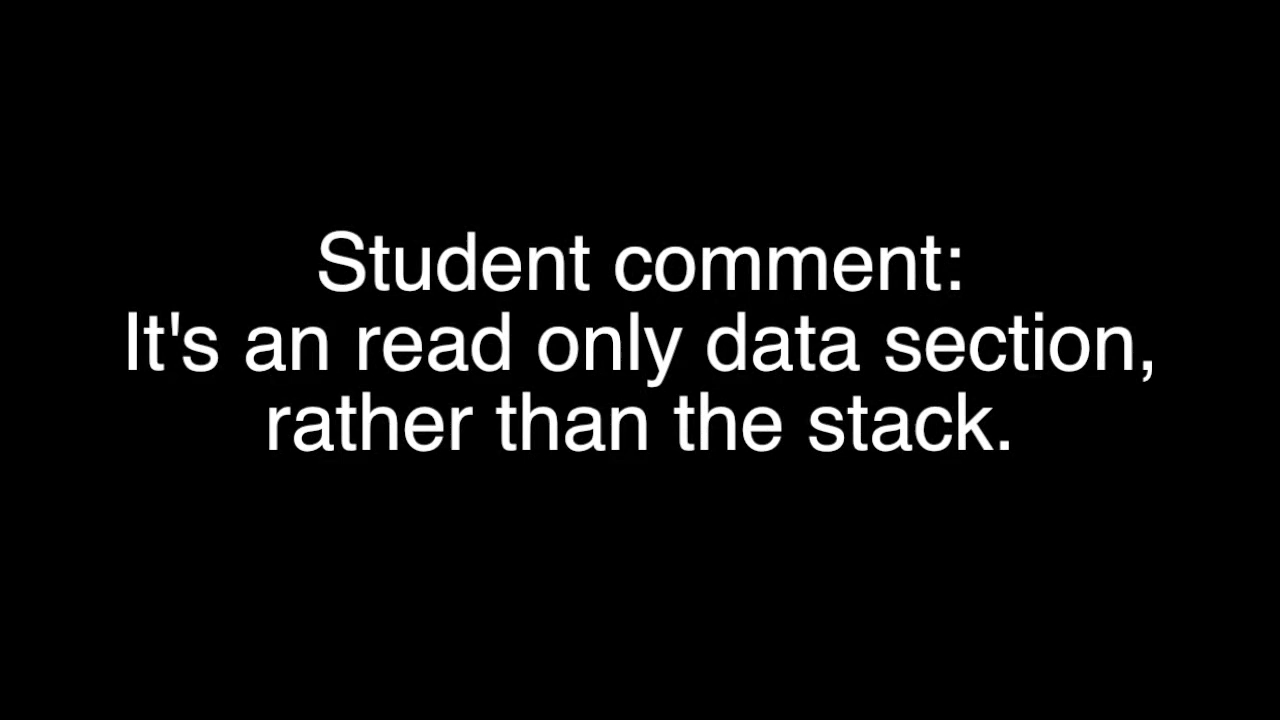 Student comment:
It's an read only data section,
rather than the stack.